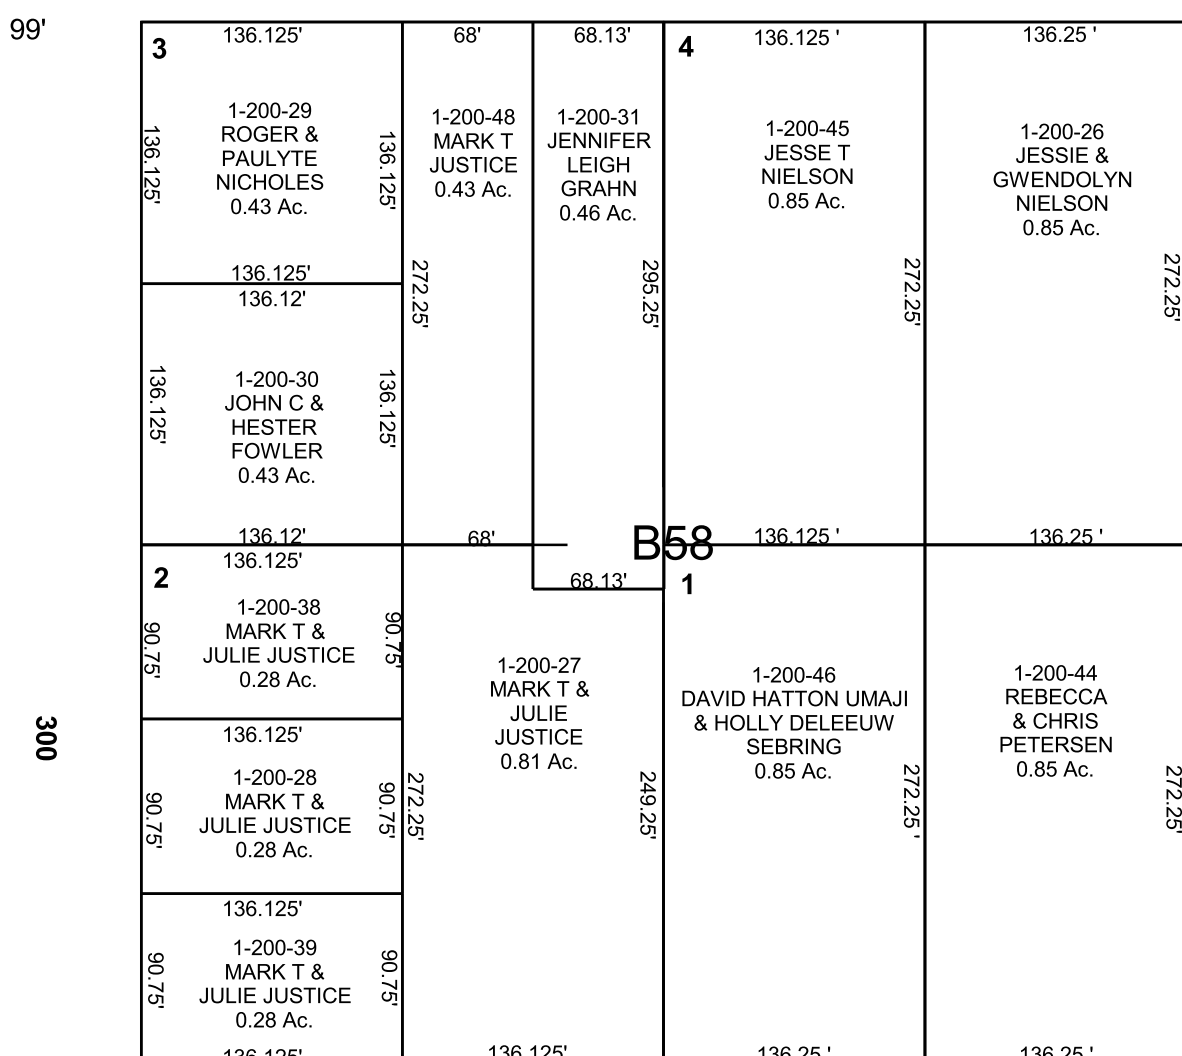 99'
3
136.125'
68'
68.13'
4
136.125 '
136.25 '
1-200-29
ROGER &
PAULYTE
NICHOLES
0.43 Ac.
136.125'
136.125'
1-200-48
MARK T
JUSTICE
0.43 Ac.
1-200-31
JENNIFER
LEIGH
GRAHN
0.46 Ac.
1-200-45
JESSE T
NIELSON
0.85 Ac.
1-200-26
JESSIE &
GWENDOLYN
NIELSON
0.85 Ac.
136.125'
136.12'
272.25'
295.25'
272.25'
272.25'
1-200-30
JOHN C &
HESTER
FOWLER
0.43 Ac.
136.125'
136.125'
136.12'
68'
B58
136.125 '
136.25 '
2
136.125'
68.13'
1
1-200-38
MARK T &
JULIE JUSTICE
0.28 Ac.
90.75'
90.75'
1-200-27
MARK T &
JULIE
JUSTICE
0.81 Ac.
1-200-46
DAVID HATTON UMAJI
& HOLLY DELEEUW
SEBRING
0.85 Ac.
1-200-44
REBECCA
& CHRIS
PETERSEN
0.85 Ac.
300
136.125'
1-200-28
MARK T &
JULIE JUSTICE
0.28 Ac.
90.75'
90.75'
272.25'
249.25'
272.25 '
272.25'
136.125'
1-200-39
MARK T &
JULIE JUSTICE
0.28 Ac.
90.75'
90.75'
136.125'
136.125'
136.25 '
136.25 '